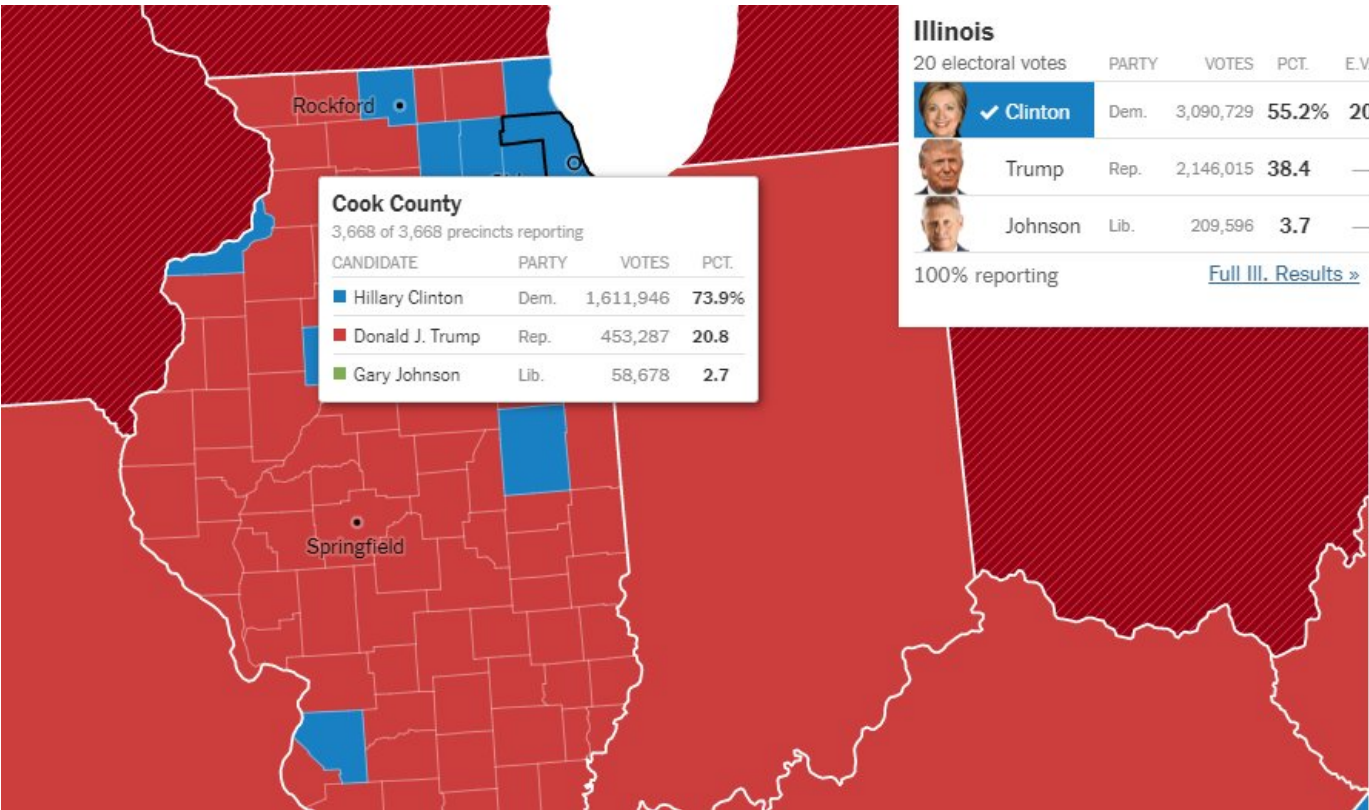 Illinois
20 electoral votes PARTY VOTES PCT.
✓ Clinton Dem. 3,090,729 55.2% 20
Trump Rep. 2,146,015 38.4 —
Johnson Lib. 209,596 3.7 —
100% reporting Full Ill. Results »
Rockford
Cook County
3,668 of 3,668 precincts reporting
CANDIDATE PARTY VOTES PCT.
Hillary Clinton Dem. 1,611,946 73.9%
Donald J. Trump Rep. 453,287 20.8
Gary Johnson Lib. 58,678 2.7
Springfield